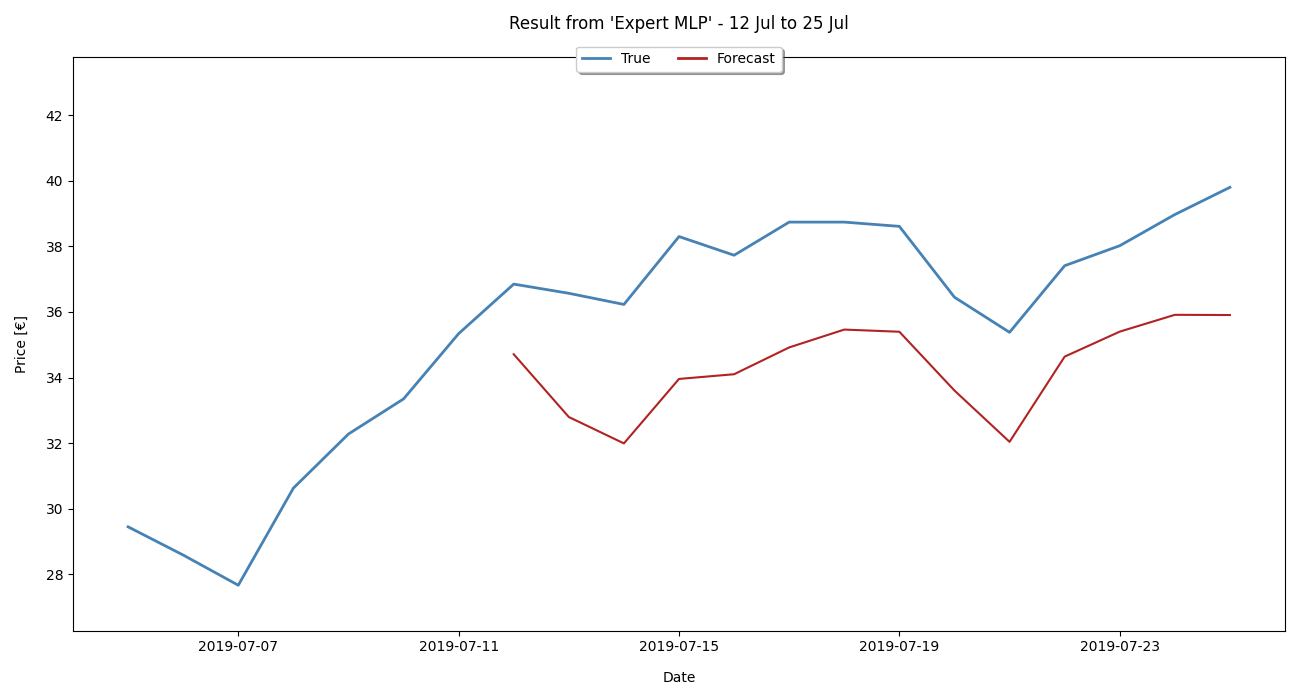 Result from 'Expert MLP' - 12 Jul to 25 Jul
True Forecast
Price [€]
42
40
38
36
34
32
30
28
2019-07-07 2019-07-11 2019-07-15 2019-07-19 2019-07-23
Date